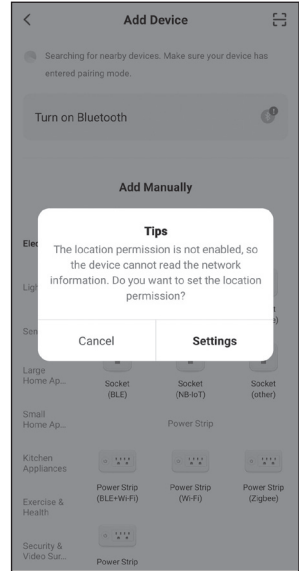 Add Device
Searching for nearby devices. Make sure your device has
entered pairing mode.
Turn on Bluetooth
Add Manually
Tips
The location permission is not enabled, so
the device cannot read the network
information. Do you want to set the location
permission?
Cancel
Settings
Large
Home Ap...
Socket
(BLE)
Socket
(NB-IoT)
Socket
(other)
Small
Home Ap...
Power Strip
Kitchen
Appliances
Power Strip
(BLE+Wi-Fi)
Power Strip
(Wi-Fi)
Power Strip
(Zigbee)
Exercise &
Health
Security &
Video Sur...
Power Strip